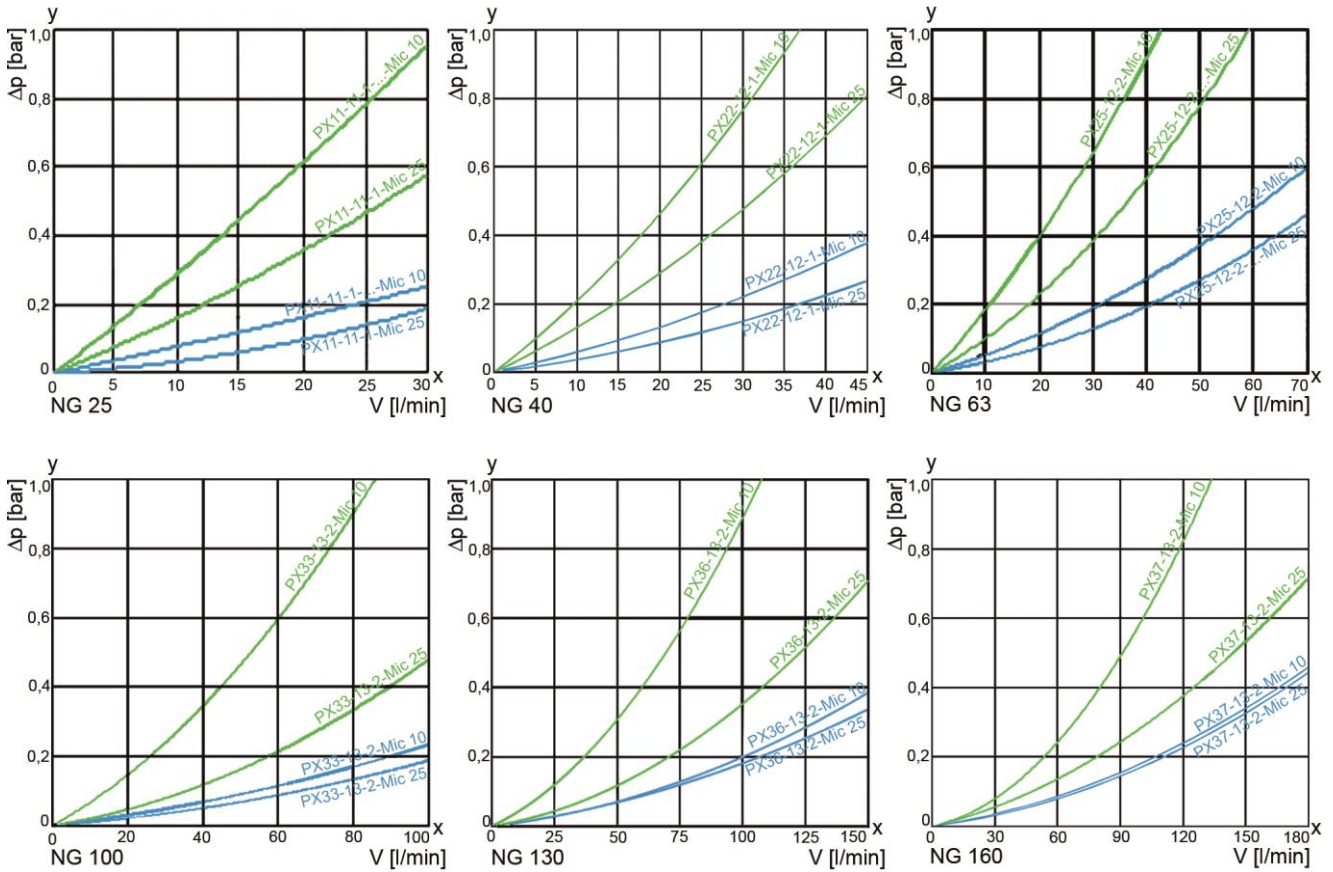 y
Δp [bar]
1,0
0,8
0,6
0,4
0,2
0
PX11-11-1-...-Mic 10
PX11-11-1-Mic 25
PX11-11-1-...-Mic 10
PX11-11-1-Mic 25
0 5 10 15 20 25 30 x
NG 25 V [l/min]
y
Δp [bar]
1,0
0,8
0,6
0,4
0,2
0
PX22-12-1-Mic 10
PX22-12-1-Mic 25
PX22-12-1-Mic 10
PX22-12-1-Mic 25
0 5 10 15 20 25 30 35 40 45 x
NG 40 V [l/min]
y
Δp [bar]
1,0
0,8
0,6
0,4
0,2
0
PX25-12-2-Mic 10
PX25-12-2-...-Mic 25
PX25-12-2-Mic 10
PX25-12-2-...-Mic 25
0 10 20 30 40 50 60 70 x
NG 63 V [l/min]
y
Δp [bar]
1,0
0,8
0,6
0,4
0,2
0
PX33-13-2-Mic 10
PX33-13-2-Mic 25
PX33-13-2-Mic 10
PX33-13-2-Mic 25
0 20 40 60 80 100 x
NG 100 V [l/min]
y
Δp [bar]
1,0
0,8
0,6
0,4
0,2
0
PX36-13-2-Mic 10
PX36-13-2-Mic 25
PX36-13-2-Mic 10
PX36-13-2-Mic 25
0 25 50 75 100 125 150 x
NG 130 V [l/min]
y
Δp [bar]
1,0
0,8
0,6
0,4
0,2
0
PX37-13-2-Mic 10
PX37-13-2-Mic 25
PX37-13-2-Mic 10
PX37-13-2-Mic 25
0 30 60 90 120 150 180 x
NG 160 V [l/min]